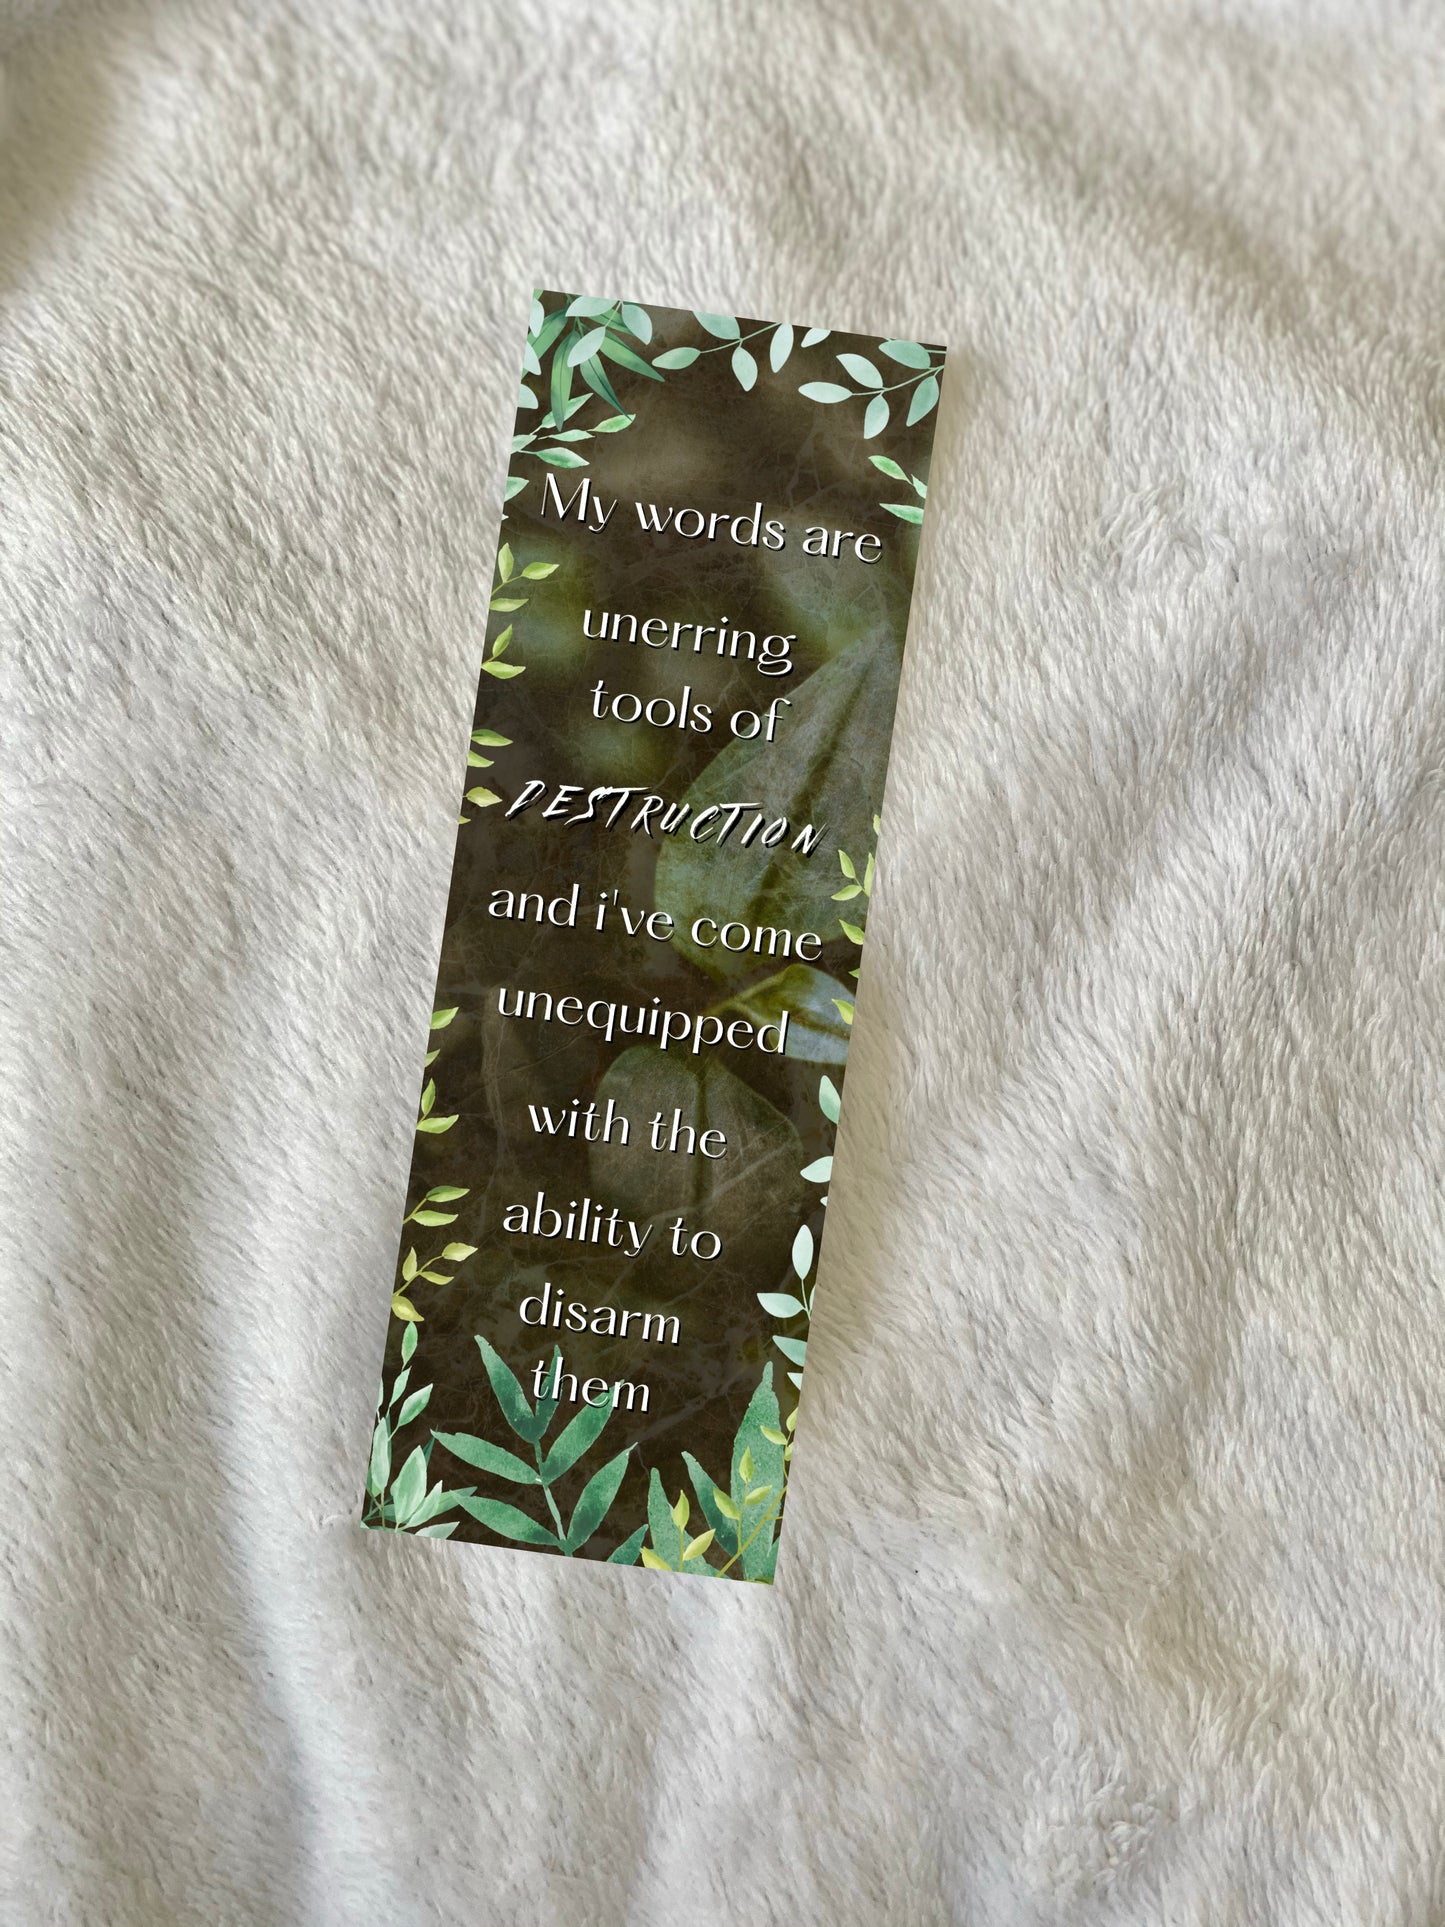 My words are
unerring
tools of
DESTRUCTION
and i've come
unequipped
with the
ability to
disarm
them